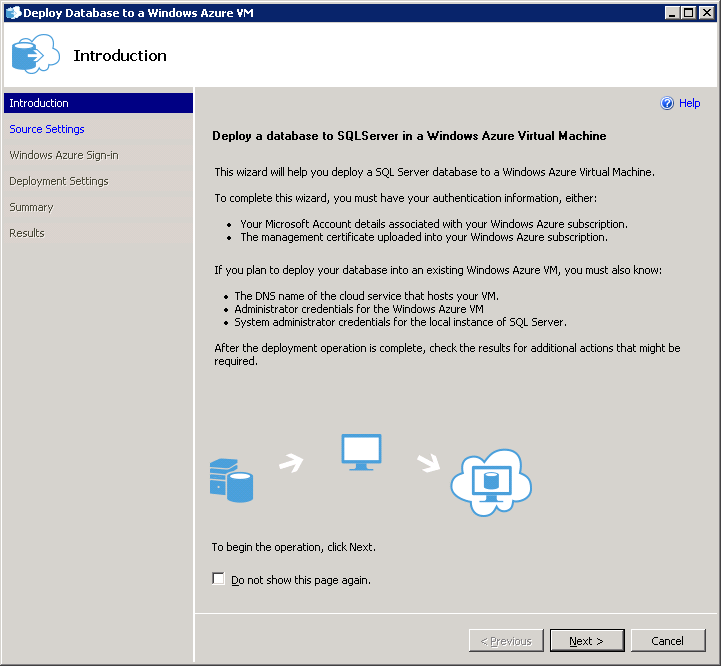 Deploy Database to a Windows Azure VM
Introduction
Introduction
Source Settings
Windows Azure Sign-in
Deployment Settings
Summary
Results
Help
Deploy a database to SQLServer in a Windows Azure Virtual Machine
This wizard will help you deploy a SQL Server database to a Windows Azure Virtual Machine.
To complete this wizard, you must have your authentication information, either:
• Your Microsoft Account details associated with your Windows Azure subscription.
• The management certificate uploaded into your Windows Azure subscription.
If you plan to deploy your database into an existing Windows Azure VM, you must also know:
• The DNS name of the cloud service that hosts your VM.
• Administrator credentials for the Windows Azure VM
• System administrator credentials for the local instance of SQL Server.
After the deployment operation is complete, check the results for additional actions that might be
required.
To begin the operation, click Next.
Do not show this page again.
< Previous
Next >
Cancel